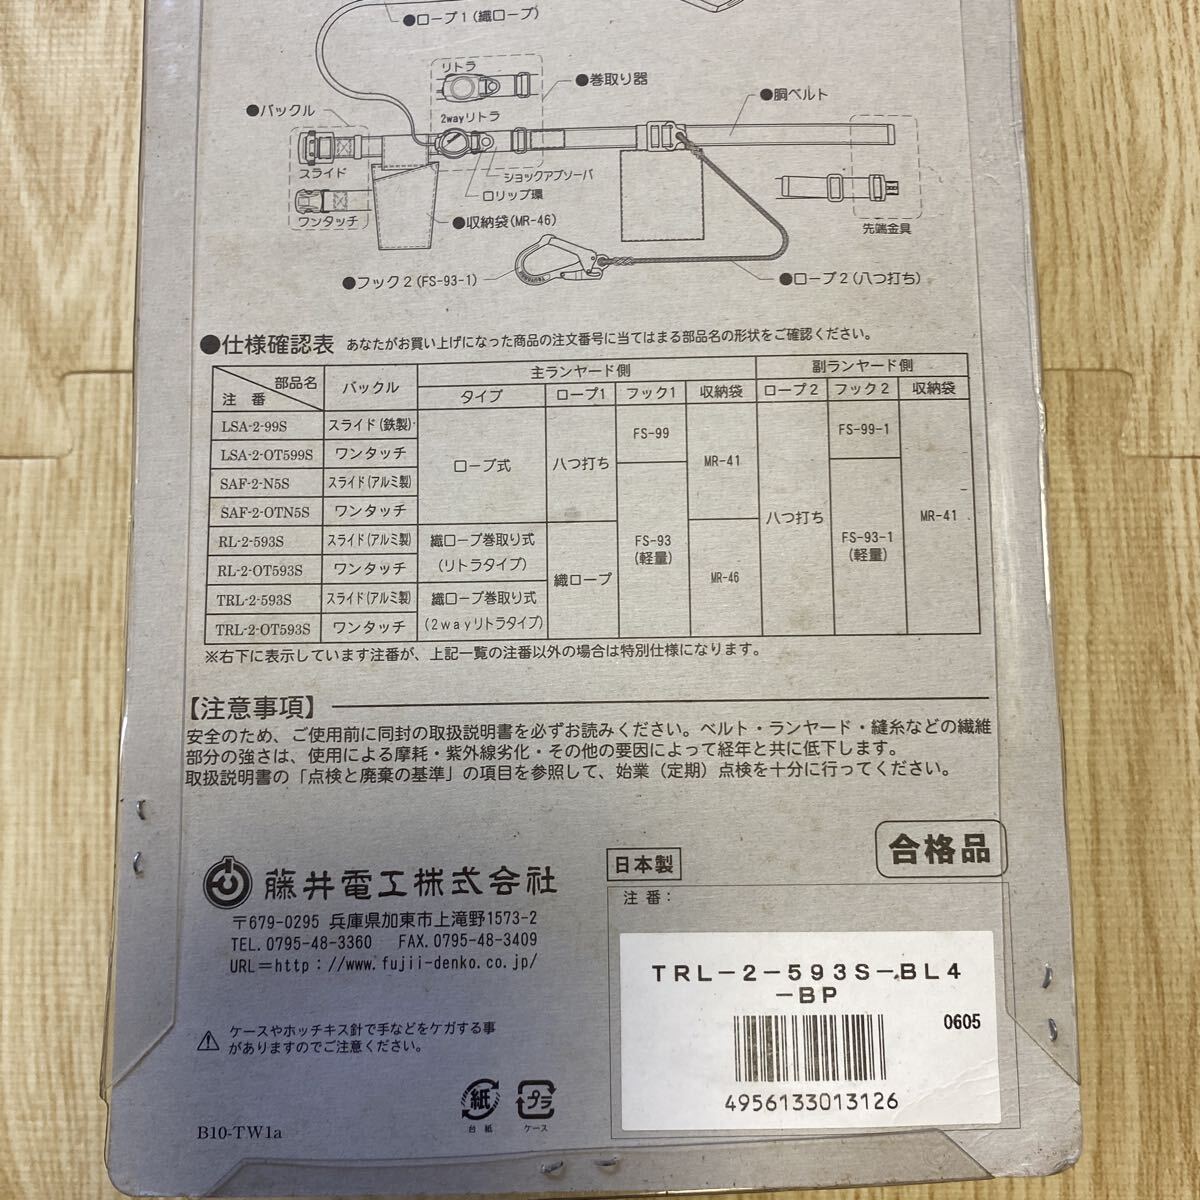 ●ロープ1(織ロープ)
リトラ
●巻取り器
●バックル
2wayリトラ
●胴ベルト
スライド
ショックアブソーバ
ロリップ環
ワンタッチ
●収納袋(MR-46)
先端金具
●フック2(FS-93-1)
●ロープ2(八つ打ち)
●仕様確認表 あなたがお買い上げになった商品の注文番号に当てはまる部品名の形状をご確認ください。
部品名 バックル 主ランヤード側 副ランヤード側
注 番 タイプ ロープ1 フック1 収納袋 ロープ2 フック2 収納袋
LSA-2-99S スライド(鉄製) FS-99 FS-99-1
LSA-2-OT599S ワンタッチ ロープ式 八つ打ち MR-41
SAF-2-N5S スライド(アルミ製)
SAF-2-OTN5S ワンタッチ 八つ打ち MR-41
RL-2-593S スライド(アルミ製) 織ロープ巻取り式 FS-93 FS-93-1
RL-2-OT593S ワンタッチ (リトラタイプ) 織ロープ (軽量) MR-46 (軽量)
TRL-2-593S スライド(アルミ製) 織ロープ巻取り式
TRL-2-OT593S ワンタッチ (2wayリトラタイプ)
※右下に表示しています注番が、上記一覧の注番以外の場合は特別仕様になります。
【注意事項】
安全のため、ご使用前に同封の取扱説明書を必ずお読みください。ベルト・ランヤード・縫糸などの繊維
部分の強さは、使用による摩耗・紫外線劣化・その他の要因によって経年と共に低下します。
取扱説明書の「点検と廃棄の基準」の項目を参照して、始業(定期)点検を十分に行ってください。
合格品
日本製
藤井電工株式会社
注 番:
〒679-0295 兵庫県加東市上滝野1573-2
TEL.0795-48-3360 FAX.0795-48-3409
URL=http://www.fujii-denko.co.jp/
TRL-2-593S-BL4
-BP
0605
ケースやホッチキス針で手などをケガする事
がありますのでご注意ください。
4956133013126
紙
台紙
プラ
ケース
B10-TW1a